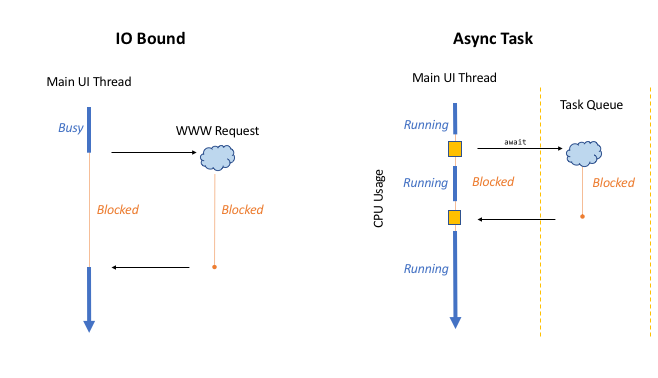 IO Bound
Main UI Thread
Busy
WWW Request
Blocked
Blocked
Async Task
Main UI Thread
Task Queue
Running
await
Running
Blocked
Blocked
CPU Usage
Running